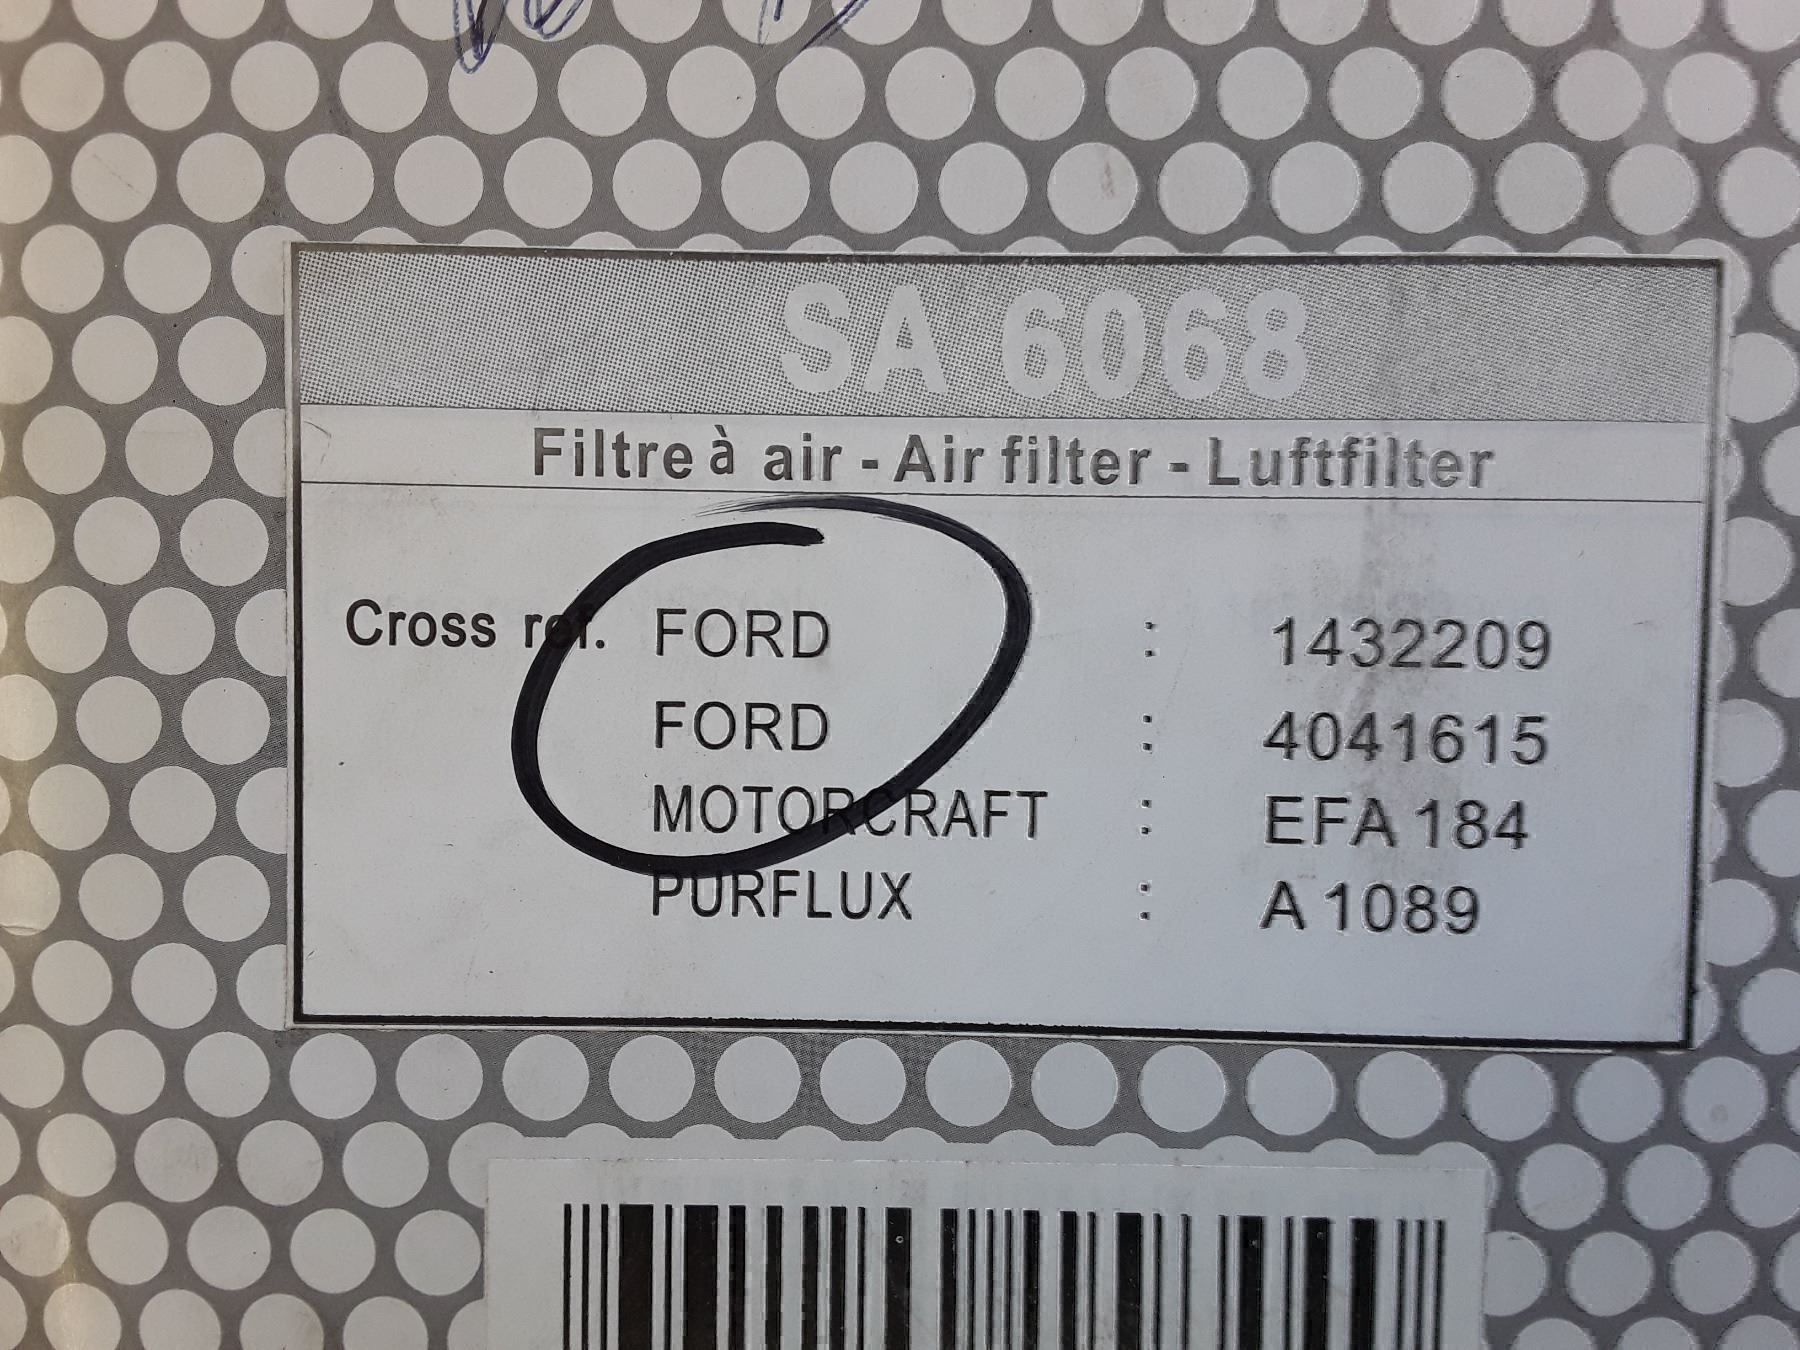 SA 6068
Filtre à air - Air filter - Luftfilter
Cross ref. FORD : 1432209
FORD : 4041615
MOTORCRAFT : EFA 184
PURFLUX : A 1089